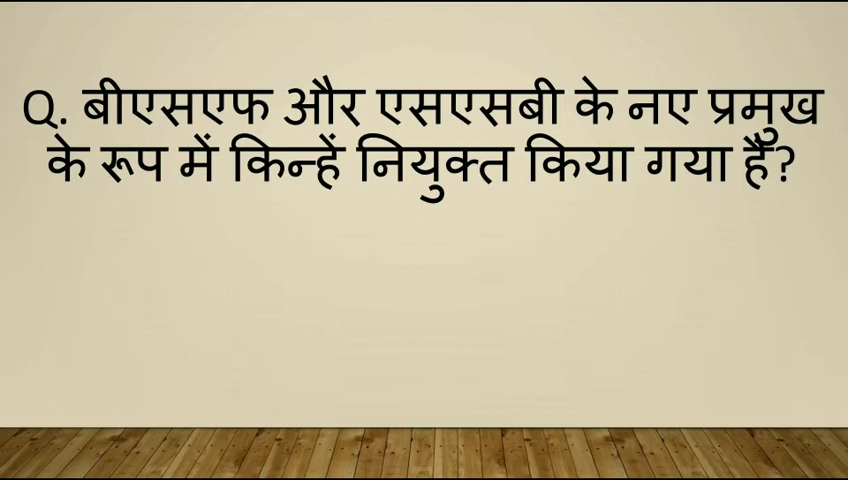 Q. बीएसएफ और एसएसबी के नए प्रमुख
के रूप में किन्हें नियुक्त किया गया हैं?